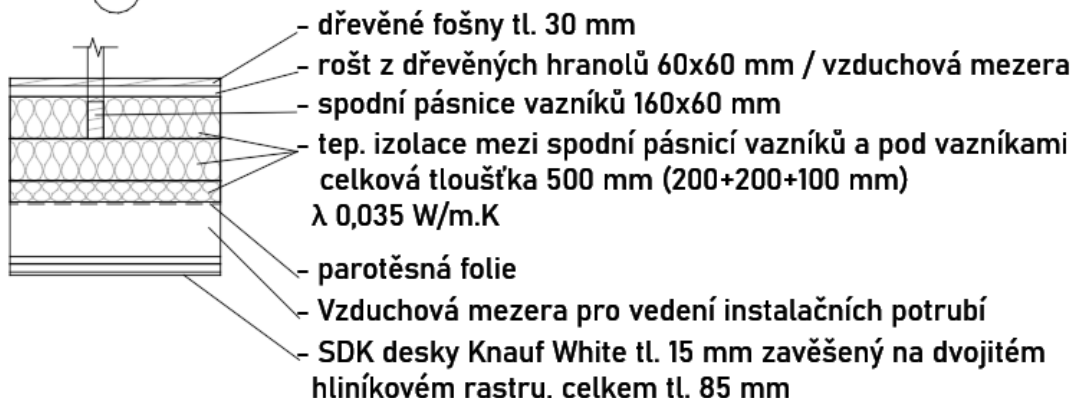 - dřevěné fošny tl. 30 mm
- rošt z dřevěných hranolů 60x60 mm / vzduchová mezera
- spodní pásnice vazníků 160x60 mm
- tep. izolace mezi spodní pásnicí vazníků a pod vazníkami
celková tloušťka 500 mm (200+200+100 mm)
λ 0,035 W/m.K
- parotěsná folie
- Vzduchová mezera pro vedení instalačních potrubí
- SDK desky Knauf White tl. 15 mm zavěšený na dvojitém
hliníkovém rastru, celkem tl. 85 mm